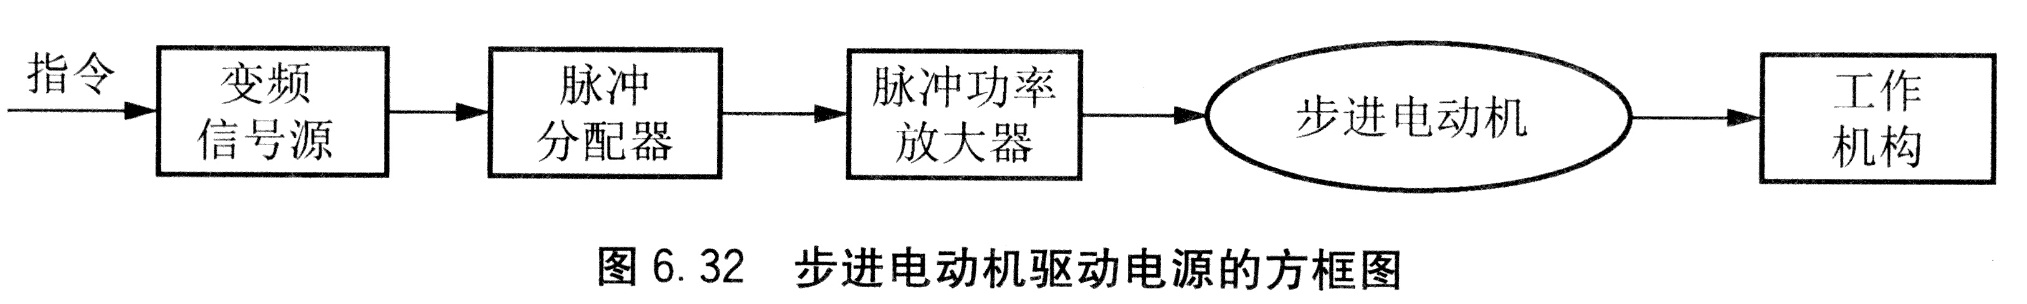 指令
变频
信号源
脉冲
分配器
脉冲功率
放大器
步进电动机
工作
机构
图 6.32 步进电动机驱动电源的方框图